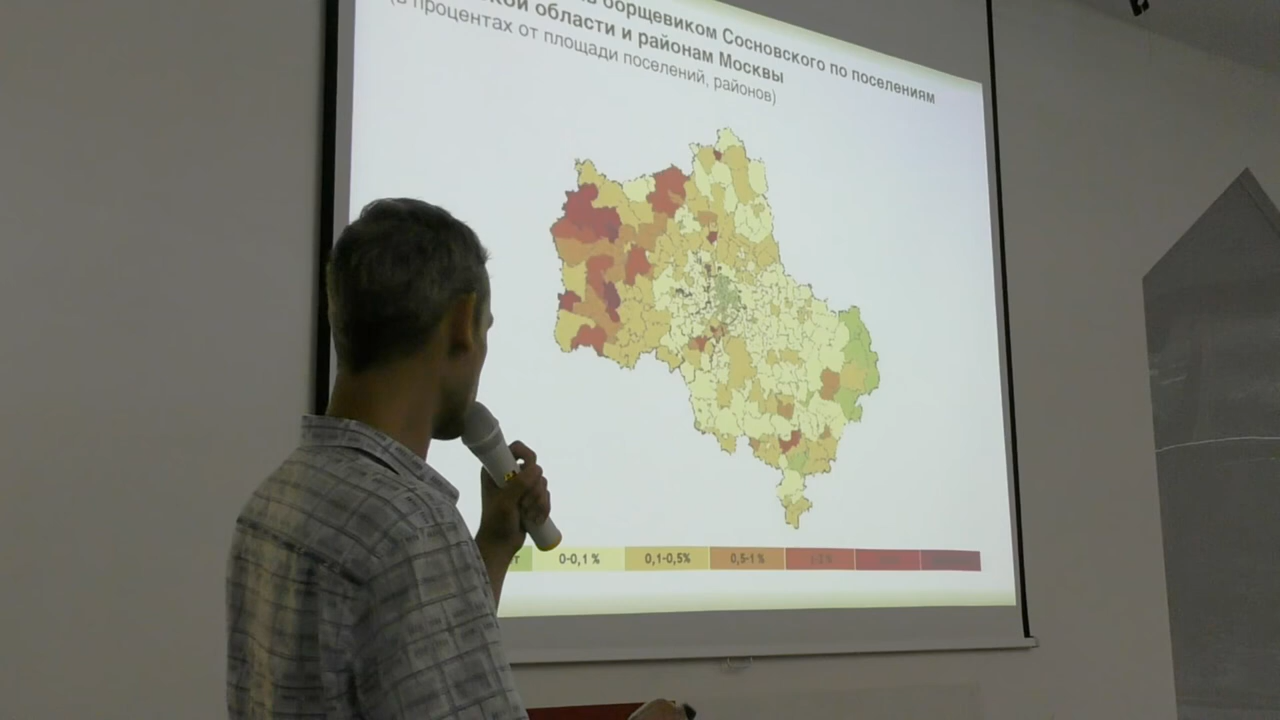 борщевиком Сосновского по поселениям
кой области и районам Москвы
(в процентах от площади поселений, районов)
0-0,1 %
0,1-0,5%
0,5-1 %